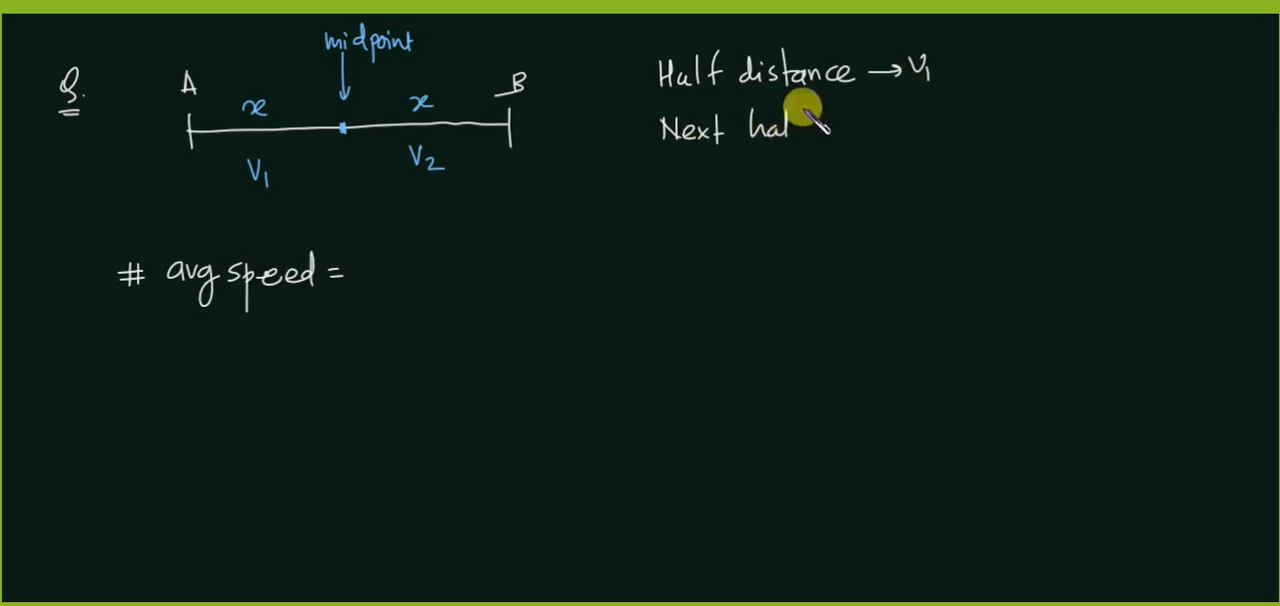 midpoint
Q.
A
B
x
x
V1
V2
Half distance → V1
Next hal
# avg speed =